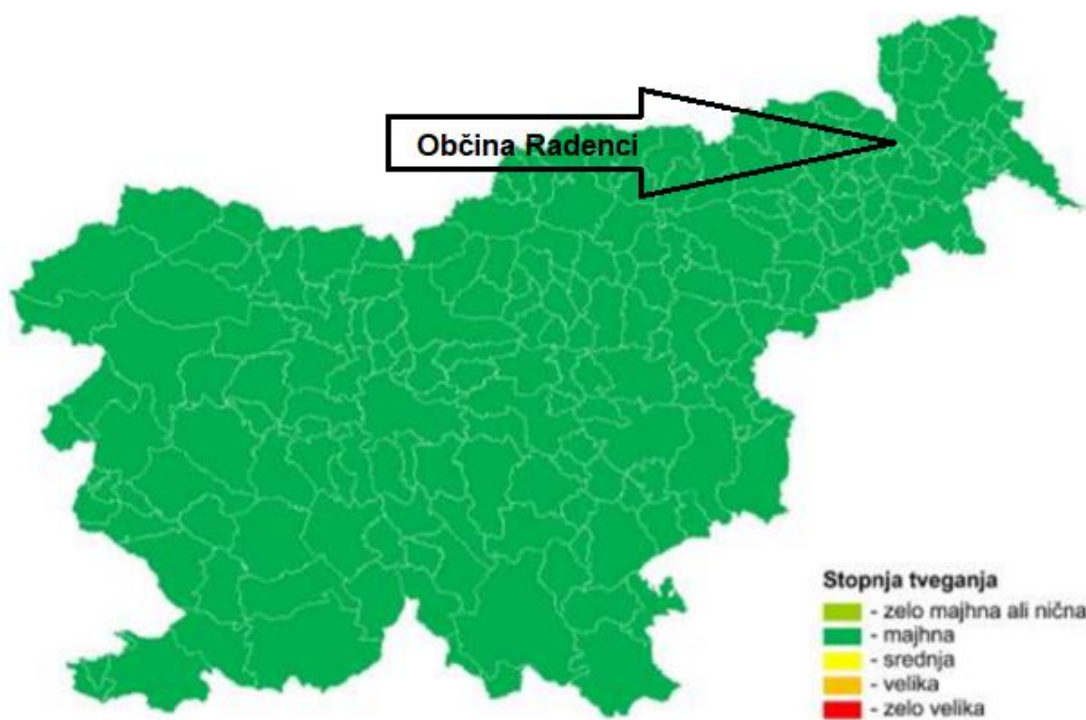 Občina Radenci
Stopnja tveganja
- zelo majhna ali nična
- majhna
- srednja
- velika
- zelo velika